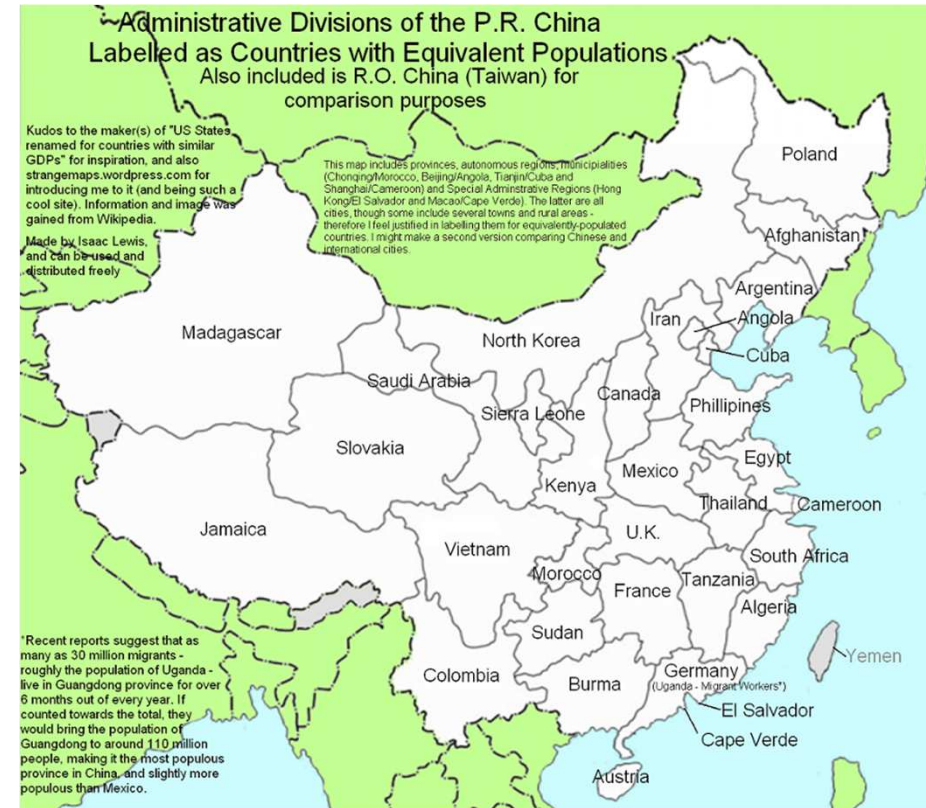 Administrative Divisions of the P.R. China
Labelled as Countries with Equivalent Populations
Also included is R.O. China (Taiwan) for
comparison purposes
Kudos to the maker(s) of "US States
renamed for countries with similar
GDPs" for inspiration, and also
strangemaps.wordpress.com for
introducing me to it (and being such a
cool site). Information and image was
gained from Wikipedia.
Made by Isaac Lewis,
and can be used and
distributed freely
This map includes provinces, autonomous regions, municipialities
(Chonqing/Morocco, Beijing/Angola, Tianjin/Cuba and
Shanghai/Cameroon) and Special Adminstrative Regions (Hong
Kong/El Salvador and Macao/Cape Verde). The latter are all
cities, though some include several towns and rural areas -
therefore I feel justified in labelling them for equivalently-populated
countries. I might make a second version comparing Chinese and
international cities.
Poland
Afghanistan
Argentina
Iran
Angola
Madagascar
North Korea
Cuba
Saudi Arabia
Canada
Phillipines
Sierra Leone
Slovakia
Egypt
Mexico
Kenya
Thailand
Cameroon
Jamaica
U.K.
Vietnam
South Africa
Morocco
Tanzania
France
Algeria
Sudan
Yemen
Colombia
Germany
(Uganda - Migrant Workers*)
Burma
El Salvador
Cape Verde
Austria
*Recent reports suggest that as
many as 30 million migrants -
roughly the population of Uganda -
live in Guangdong province for over
6 months out of every year. If
counted towards the total, they
would bring the population of
Guangdong to around 110 million
people, making it the most populous
province in China, and slightly more
populous than Mexico.